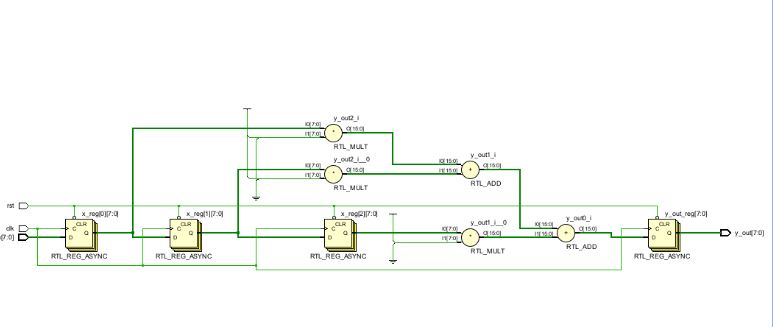 y_out2_i
I0[7:0]
I1[7:0]
O[15:0]
RTL_MULT
y_out2_i__0
I0[7:0]
I1[7:0]
O[15:0]
RTL_MULT
y_out1_i
I0[15:0]
I1[15:0]
O[15:0]
RTL_ADD
rst
clk
[7:0]
x_reg[0][7:0]
CLR
C
D
Q
RTL_REG_ASYNC
x_reg[1][7:0]
CLR
C
D
Q
RTL_REG_ASYNC
x_reg[2][7:0]
CLR
C
D
Q
RTL_REG_ASYNC
y_out1_i__0
I0[7:0]
I1[7:0]
O[15:0]
RTL_MULT
y_out0_i
I0[15:0]
I1[15:0]
O[15:0]
RTL_ADD
y_out_reg[7:0]
CLR
C
D
Q
RTL_REG_ASYNC
y_out[7:0]